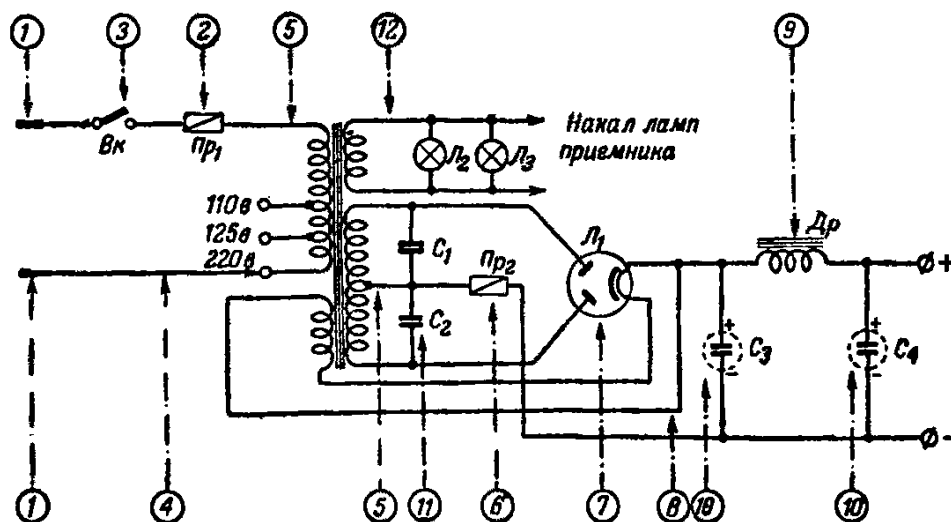 1 3 2 5 12 9
Вк
Пр₁
Л₂ Л₃
Накал ламп
приемника
110в
125в
220в
C₁
Пр₂
Л₁
Др
C₂
C₃
C₄
+
-
+
-
+
-
1 4 5 11 6 7 8 10 10